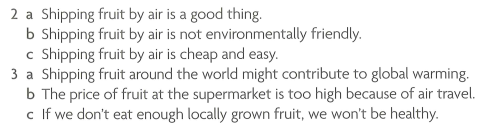 2 a Shipping fruit by air is a good thing.
b Shipping fruit by air is not environmentally friendly.
c Shipping fruit by air is cheap and easy.
3 a Shipping fruit around the world might contribute to global warming.
b The price of fruit at the supermarket is too high because of air travel.
c If we don't eat enough locally grown fruit, we won't be healthy.